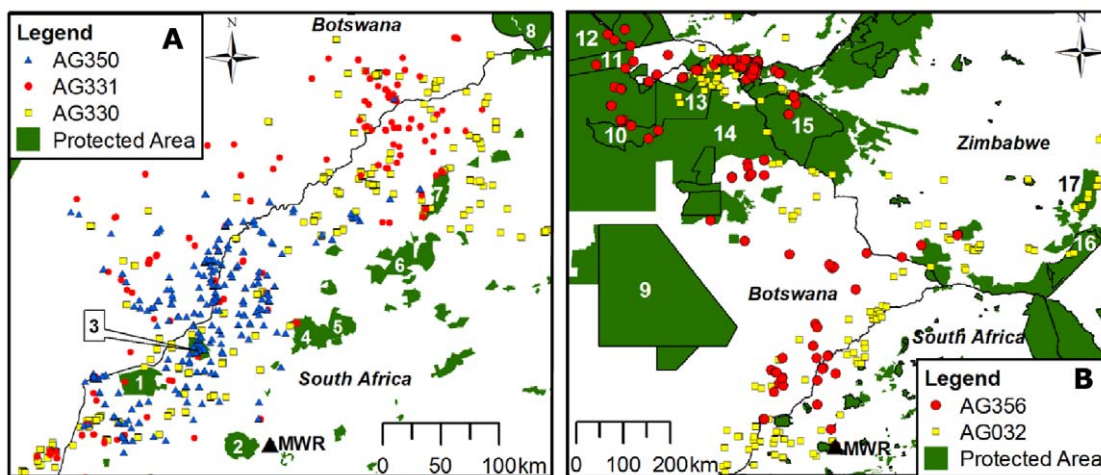 Legend
A
AG350
AG331
AG330
Protected Area
N
Botswana
8
7
6
3
5
4
South Africa
1
2
MWR
0 50 100km
N
12
11
13
10
14
15
Zimbabwe
17
16
9
Botswana
South Africa
Legend
B
AG356
AG032
Protected Area
MWR
0 100 200km